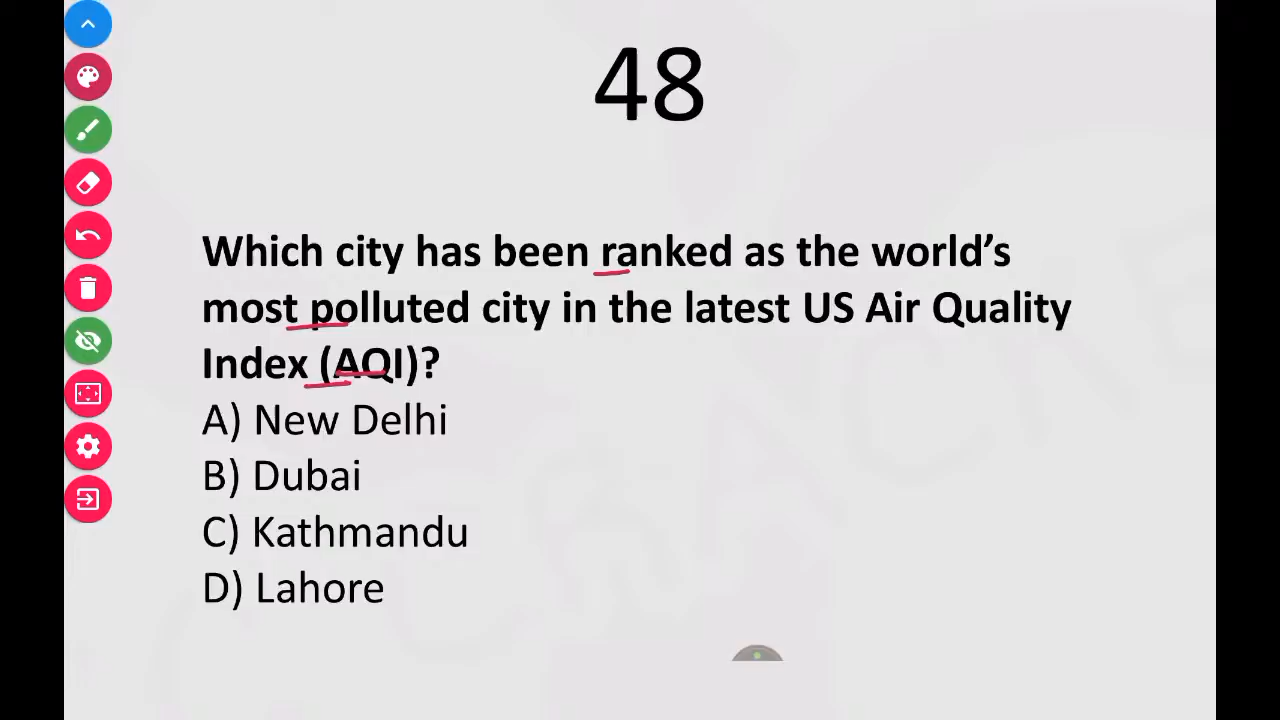 48
Which city has been ranked as the world’s
most polluted city in the latest US Air Quality
Index (AQI)?
A) New Delhi
B) Dubai
C) Kathmandu
D) Lahore